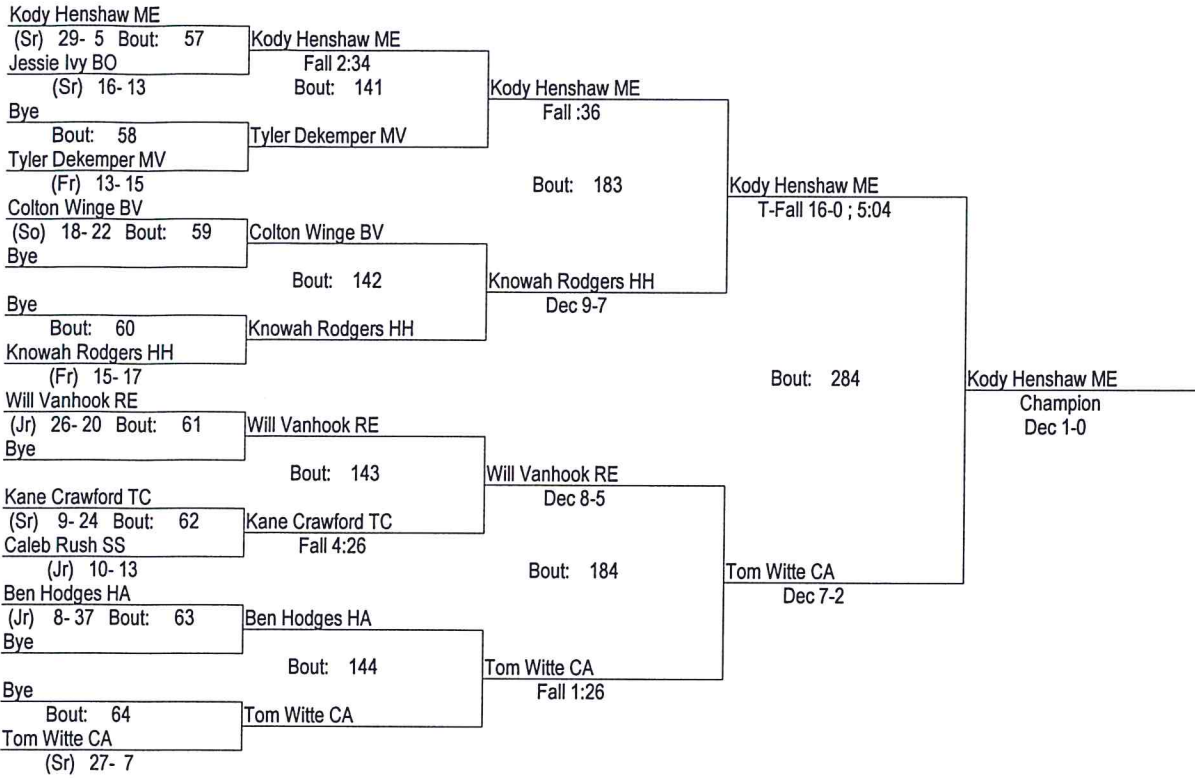 Kody Henshaw ME
(Sr) 29- 5 Bout: 57
Jessie Ivy BO
(Sr) 16- 13
Bye
Bout: 58
Tyler Dekemper MV
(Fr) 13- 15
Colton Winge BV
(So) 18- 22 Bout: 59
Bye
Bye
Bout: 60
Knowah Rodgers HH
(Fr) 15- 17
Will Vanhook RE
(Jr) 26- 20 Bout: 61
Bye
Kane Crawford TC
(Sr) 9- 24 Bout: 62
Caleb Rush SS
(Jr) 10- 13
Ben Hodges HA
(Jr) 8- 37 Bout: 63
Bye
Bye
Bout: 64
Tom Witte CA
(Sr) 27- 7
Kody Henshaw ME
Fall 2:34
Bout: 141
Tyler Dekemper MV
Colton Winge BV
Bout: 142
Knowah Rodgers HH
Will Vanhook RE
Bout: 143
Kane Crawford TC
Fall 4:26
Ben Hodges HA
Bout: 144
Tom Witte CA
Kody Henshaw ME
Fall :36
Bout: 183
Knowah Rodgers HH
Dec 9-7
Will Vanhook RE
Dec 8-5
Bout: 184
Tom Witte CA
Fall 1:26
Kody Henshaw ME
T-Fall 16-0 ; 5:04
Bout: 284
Tom Witte CA
Dec 7-2
Kody Henshaw ME
Champion
Dec 1-0